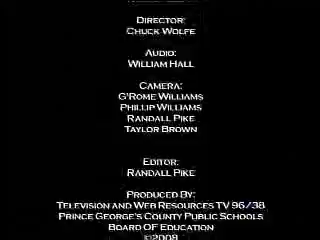 Director:
Chuck Wolfe
Audio:
William Hall
Camera:
G'Rome Williams
Phillip Williams
Randall Pike
Taylor Brown
Editor:
Randall Pike
Produced By:
Television and Web Resources TV 96/38
Prince George's County Public Schools
Board Of Education
©2008